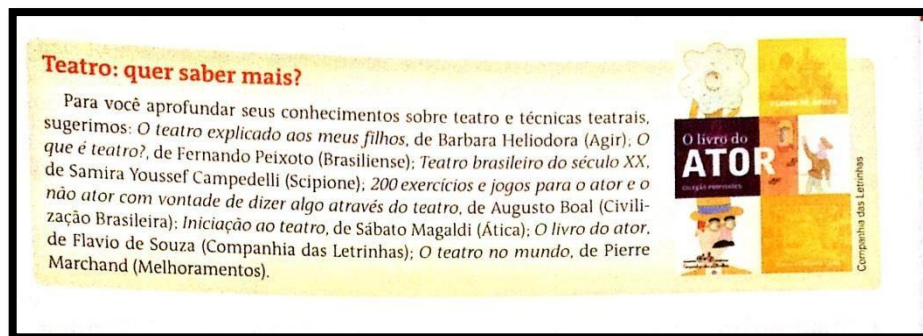 Teatro: quer saber mais?
Para você aprofundar seus conhecimentos sobre teatro e técnicas teatrais,
sugerimos: O teatro explicado aos meus filhos, de Barbara Heliodora (Agir); O
que é teatro?, de Fernando Peixoto (Brasiliense); Teatro brasileiro do século XX,
de Samira Youssef Campedelli (Scipione); 200 exercícios e jogos para o ator e o
não ator com vontade de dizer algo através do teatro, de Augusto Boal (Civili-
zação Brasileira); Iniciação ao teatro, de Sábato Magaldi (Ática); O livro do ator,
de Flavio de Souza (Companhia das Letrinhas); O teatro no mundo, de Pierre
Marchand (Melhoramentos).
O livro do
ATOR
COLEÇÃO PROFISSÕES
Companhia das Letrinhas